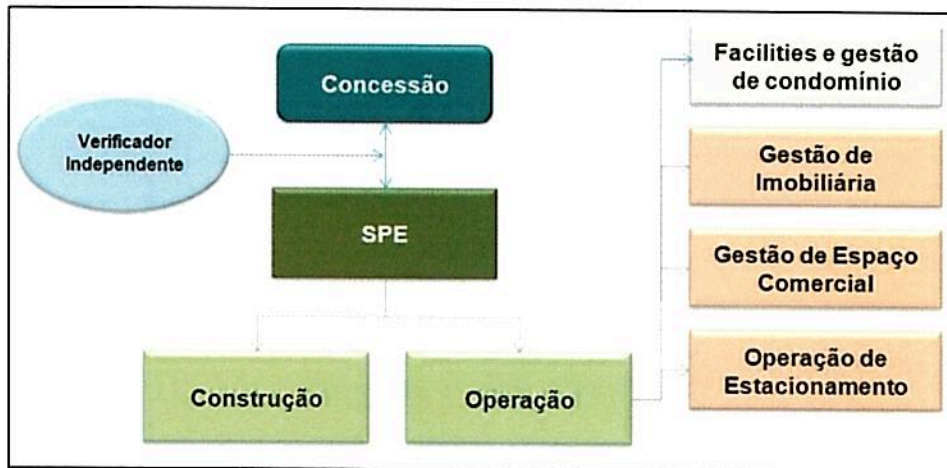 Concessão
Verificador
Independente
SPE
Construção
Operação
Facilities e gestão
de condomínio
Gestão de
Imobiliária
Gestão de Espaço
Comercial
Operação de
Estacionamento